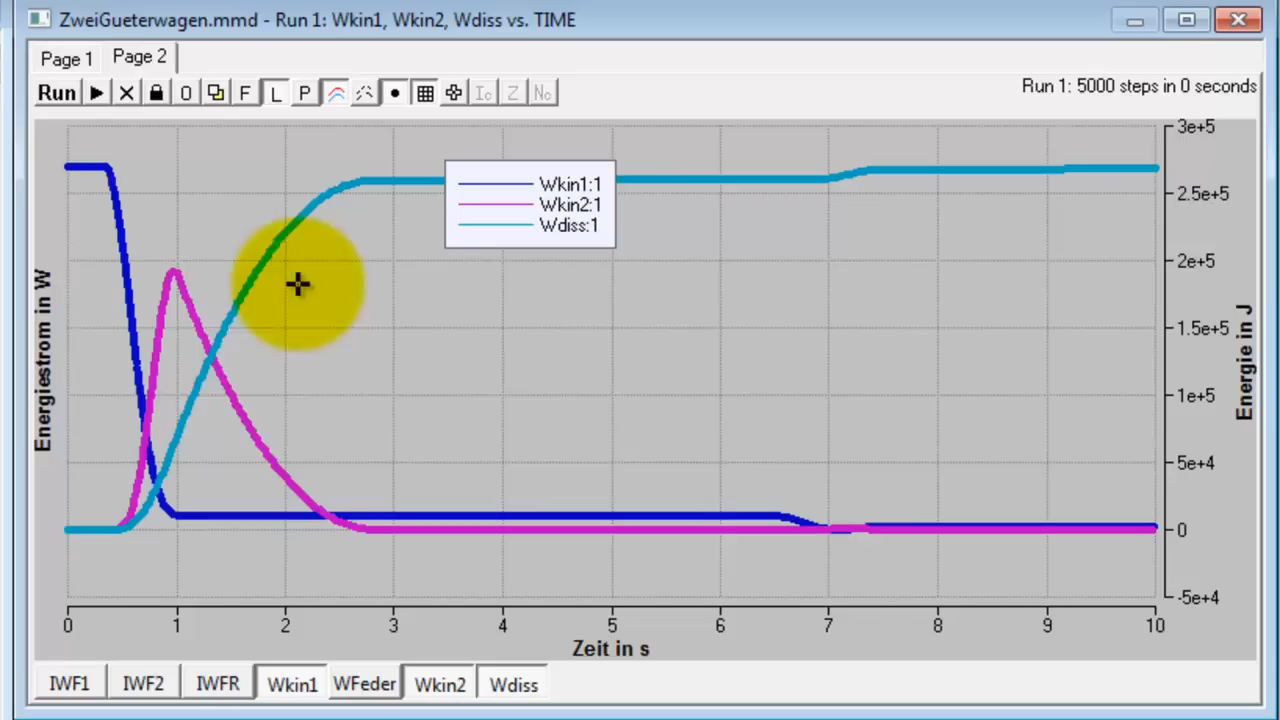 ZweiGueterwagen.mmd - Run 1: Wkin1, Wkin2, Wdiss vs. TIME
Page 1 Page 2
Run O F L P I₀ Z N₀
Run 1: 5000 steps in 0 seconds
3e+5
Wkin1:1
2.5e+5
Wkin2:1
Wdiss:1
2e+5
Energiestrom in W
Energie in J
1.5e+5
1e+5
5e+4
0
-5e+4
0 1 2 3 4 5 6 7 8 9 10
Zeit in s
IWF1 IWF2 IWFR Wkin1 WFeder Wkin2 Wdiss